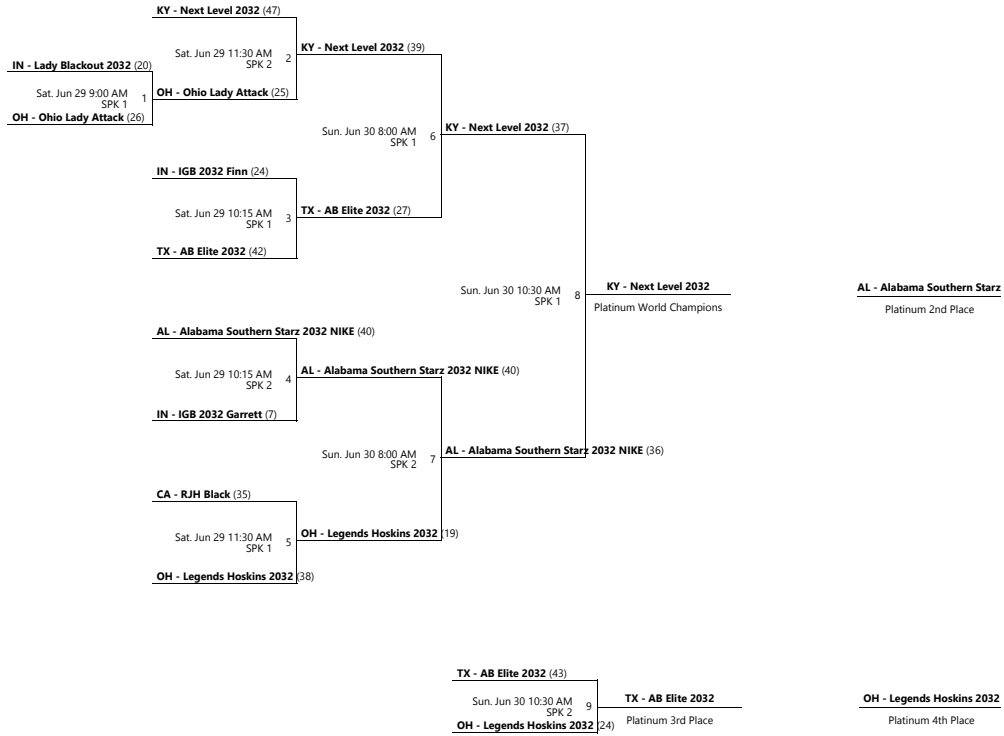 KY - Next Level 2032 (47)
Sat. Jun 29 11:30 AM
SPK 2
2
KY - Next Level 2032 (39)
IN - Lady Blackout 2032 (20)
Sat. Jun 29 9:00 AM
SPK 1
1
OH - Ohio Lady Attack (25)
OH - Ohio Lady Attack (26)
Sun. Jun 30 8:00 AM
SPK 1
6
KY - Next Level 2032 (37)
IN - IGB 2032 Finn (24)
Sat. Jun 29 10:15 AM
SPK 1
3
TX - AB Elite 2032 (27)
TX - AB Elite 2032 (42)
Sun. Jun 30 10:30 AM
SPK 1
8
KY - Next Level 2032
Platinum World Champions
AL - Alabama Southern Starz
Platinum 2nd Place
AL - Alabama Southern Starz 2032 NIKE (40)
Sat. Jun 29 10:15 AM
SPK 2
4
AL - Alabama Southern Starz 2032 NIKE (40)
IN - IGB 2032 Garrett (7)
Sun. Jun 30 8:00 AM
SPK 2
7
AL - Alabama Southern Starz 2032 NIKE (36)
CA - RJH Black (35)
Sat. Jun 29 11:30 AM
SPK 1
5
OH - Legends Hoskins 2032 (19)
OH - Legends Hoskins 2032 (38)
TX - AB Elite 2032 (43)
Sun. Jun 30 10:30 AM
SPK 2
9
TX - AB Elite 2032
Platinum 3rd Place
OH - Legends Hoskins 2032 (24)
OH - Legends Hoskins 2032
Platinum 4th Place